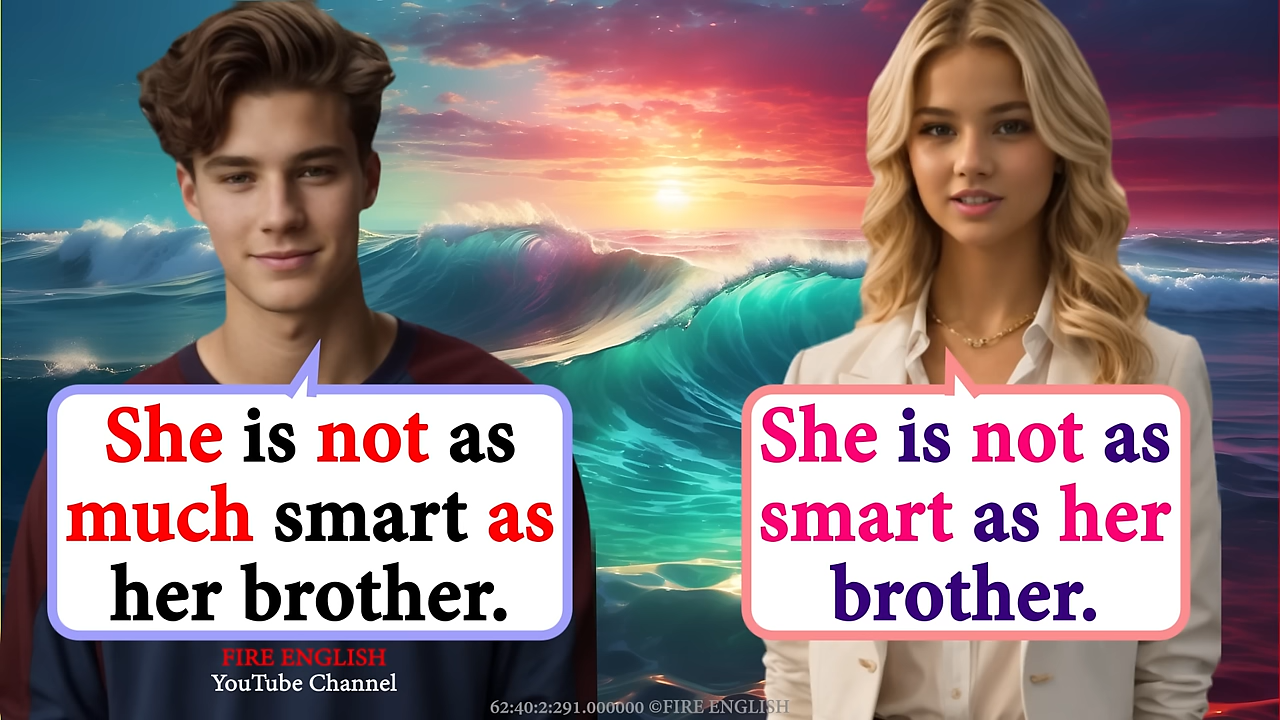 She is not as
much smart as
her brother.
She is not as
smart as her
brother.
FIRE ENGLISH
YouTube Channel
62:40:2:291.000000 ©FIRE ENGLISH